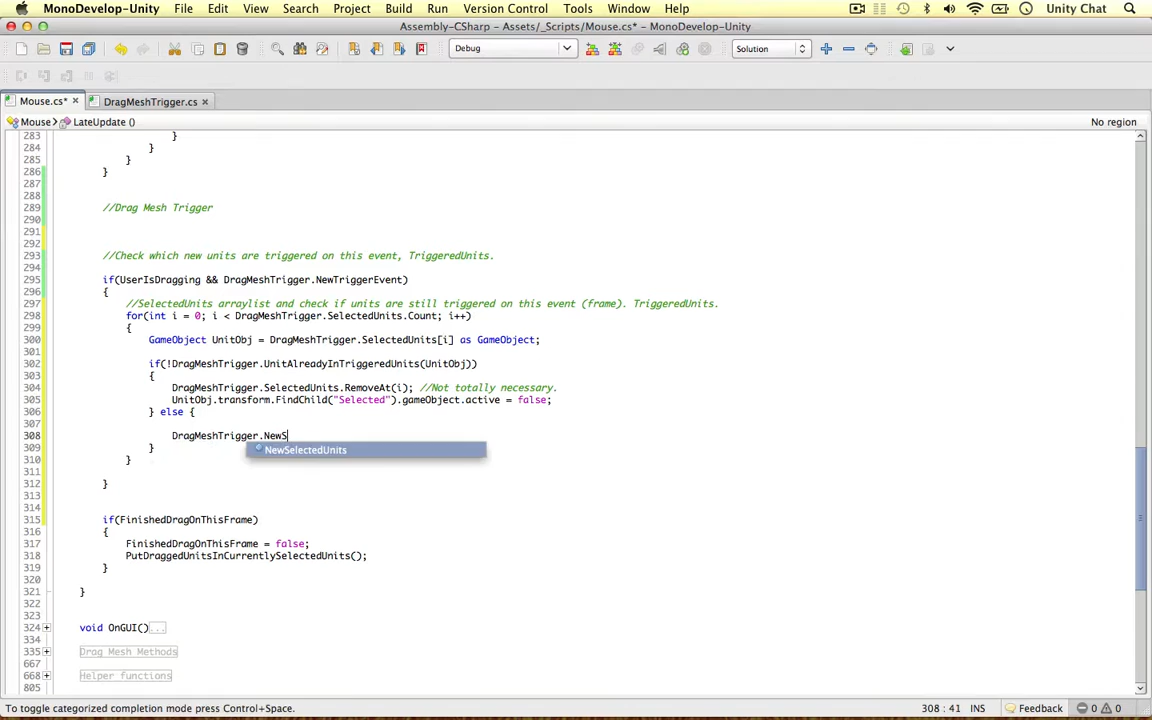 MonoDevelop-Unity File Edit View Search Project Build Run Version Control Tools Window Help Unity Chat
Assembly-CSharp - Assets/_Scripts/Mouse.cs* - MonoDevelop-Unity
Debug Solution
Mouse.cs* × DragMeshTrigger.cs ×
Mouse LateUpdate () No region
283 }
284 }
285 }
286 }
287
288
289 //Drag Mesh Trigger
290
291
292
293 //Check which new units are triggered on this event, TriggeredUnits.
294
295 if(UserIsDragging && DragMeshTrigger.NewTriggerEvent)
296 {
297 //SelectedUnits arraylist and check if units are still triggered on this event (frame). TriggeredUnits.
298 for(int i = 0; i < DragMeshTrigger.SelectedUnits.Count; i++)
299 {
300 GameObject UnitObj = DragMeshTrigger.SelectedUnits[i] as GameObject;
301
302 if(!DragMeshTrigger.UnitAlreadyInTriggeredUnits(UnitObj))
303 {
304 DragMeshTrigger.SelectedUnits.RemoveAt(i); //Not totally necessary.
305 UnitObj.transform.FindChild("Selected").gameObject.active = false;
306 } else {
307
308 DragMeshTrigger.NewS
NewSelectedUnits
309 }
310 }
311
312 }
313
314
315 if(FinishedDragOnThisFrame)
316 {
317 FinishedDragOnThisFrame = false;
318 PutDraggedUnitsInCurrentlySelectedUnits();
319 }
320
321 }
322
323
324 void OnGUI()...
334
335 Drag Mesh Methods
667
668 Helper functions
805
To toggle categorized completion mode press Control+Space. 308 : 41 INS Feedback 0 0